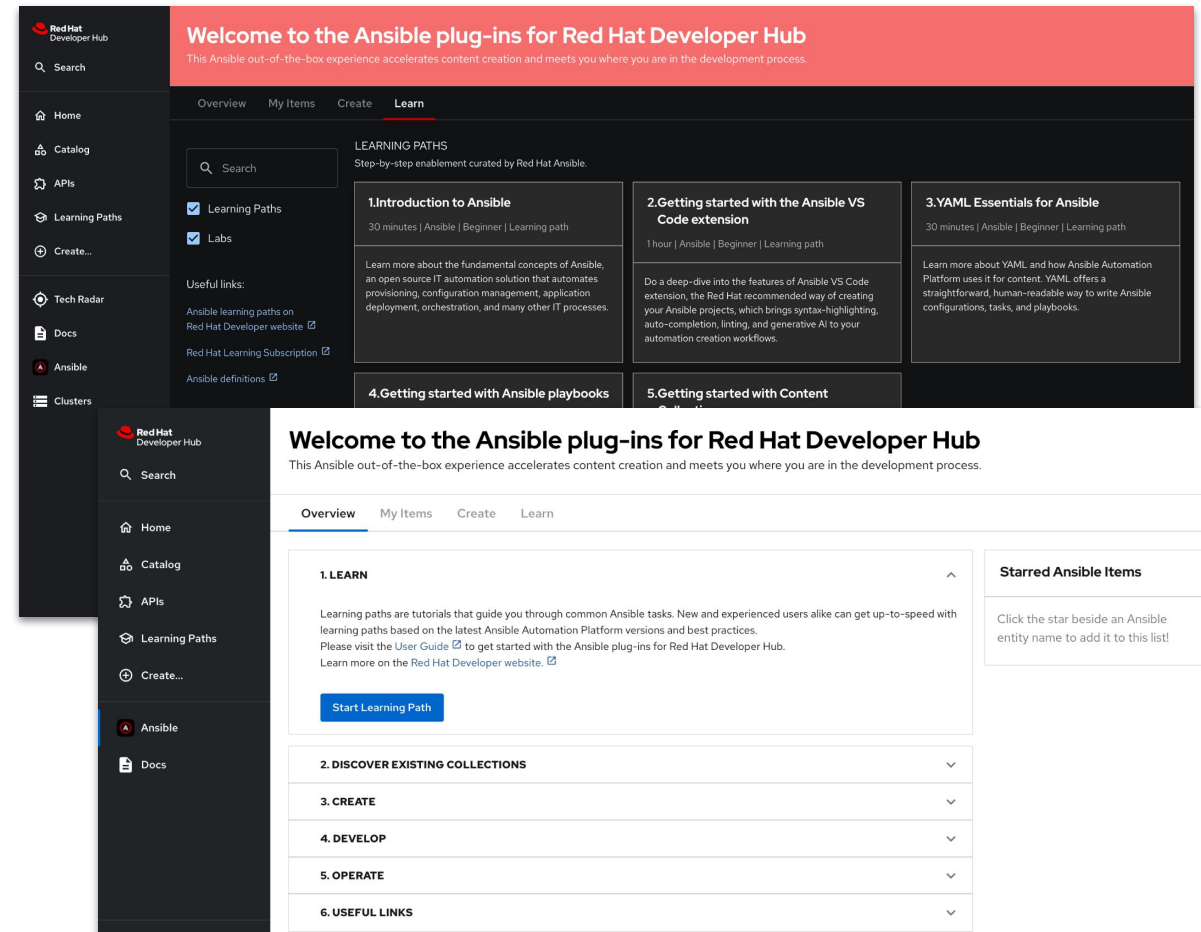 Red Hat
Developer Hub
Search
Home
Catalog
APIs
Learning Paths
Create...
Tech Radar
Docs
Ansible
Clusters
Welcome to the Ansible plug-ins for Red Hat Developer Hub
This Ansible out-of-the-box experience accelerates content creation and meets you where you are in the development process.
Overview My Items Create Learn
Search
Learning Paths
Labs
Useful links:
Ansible learning paths on
Red Hat Developer website
Red Hat Learning Subscription
Ansible definitions
LEARNING PATHS
Step-by-step enablement curated by Red Hat Ansible.
1.Introduction to Ansible
30 minutes | Ansible | Beginner | Learning path
Learn more about the fundamental concepts of Ansible,
an open source IT automation solution that automates
provisioning, configuration management, application
deployment, orchestration, and many other IT processes.
2.Getting started with the Ansible VS
Code extension
1 hour | Ansible | Beginner | Learning path
Do a deep-dive into the features of Ansible VS Code
extension, the Red Hat recommended way of creating
your Ansible projects, which brings syntax-highlighting,
auto-completion, linting, and generative AI to your
automation creation workflows.
3.YAML Essentials for Ansible
30 minutes | Ansible | Beginner | Learning path
Learn more about YAML and how Ansible Automation
Platform uses it for content. YAML offers a
straightforward, human-readable way to write Ansible
configurations, tasks, and playbooks.
4.Getting started with Ansible playbooks
5.Getting started with Content
Red Hat
Developer Hub
Search
Home
Catalog
APIs
Learning Paths
Create...
Ansible
Docs
Welcome to the Ansible plug-ins for Red Hat Developer Hub
This Ansible out-of-the-box experience accelerates content creation and meets you where you are in the development process.
Overview My Items Create Learn
1. LEARN
Learning paths are tutorials that guide you through common Ansible tasks. New and experienced users alike can get up-to-speed with
learning paths based on the latest Ansible Automation Platform versions and best practices.
Please visit the User Guide to get started with the Ansible plug-ins for Red Hat Developer Hub.
Learn more on the Red Hat Developer website.
Start Learning Path
2. DISCOVER EXISTING COLLECTIONS
3. CREATE
4. DEVELOP
5. OPERATE
6. USEFUL LINKS
Starred Ansible Items
Click the star beside an Ansible
entity name to add it to this list!